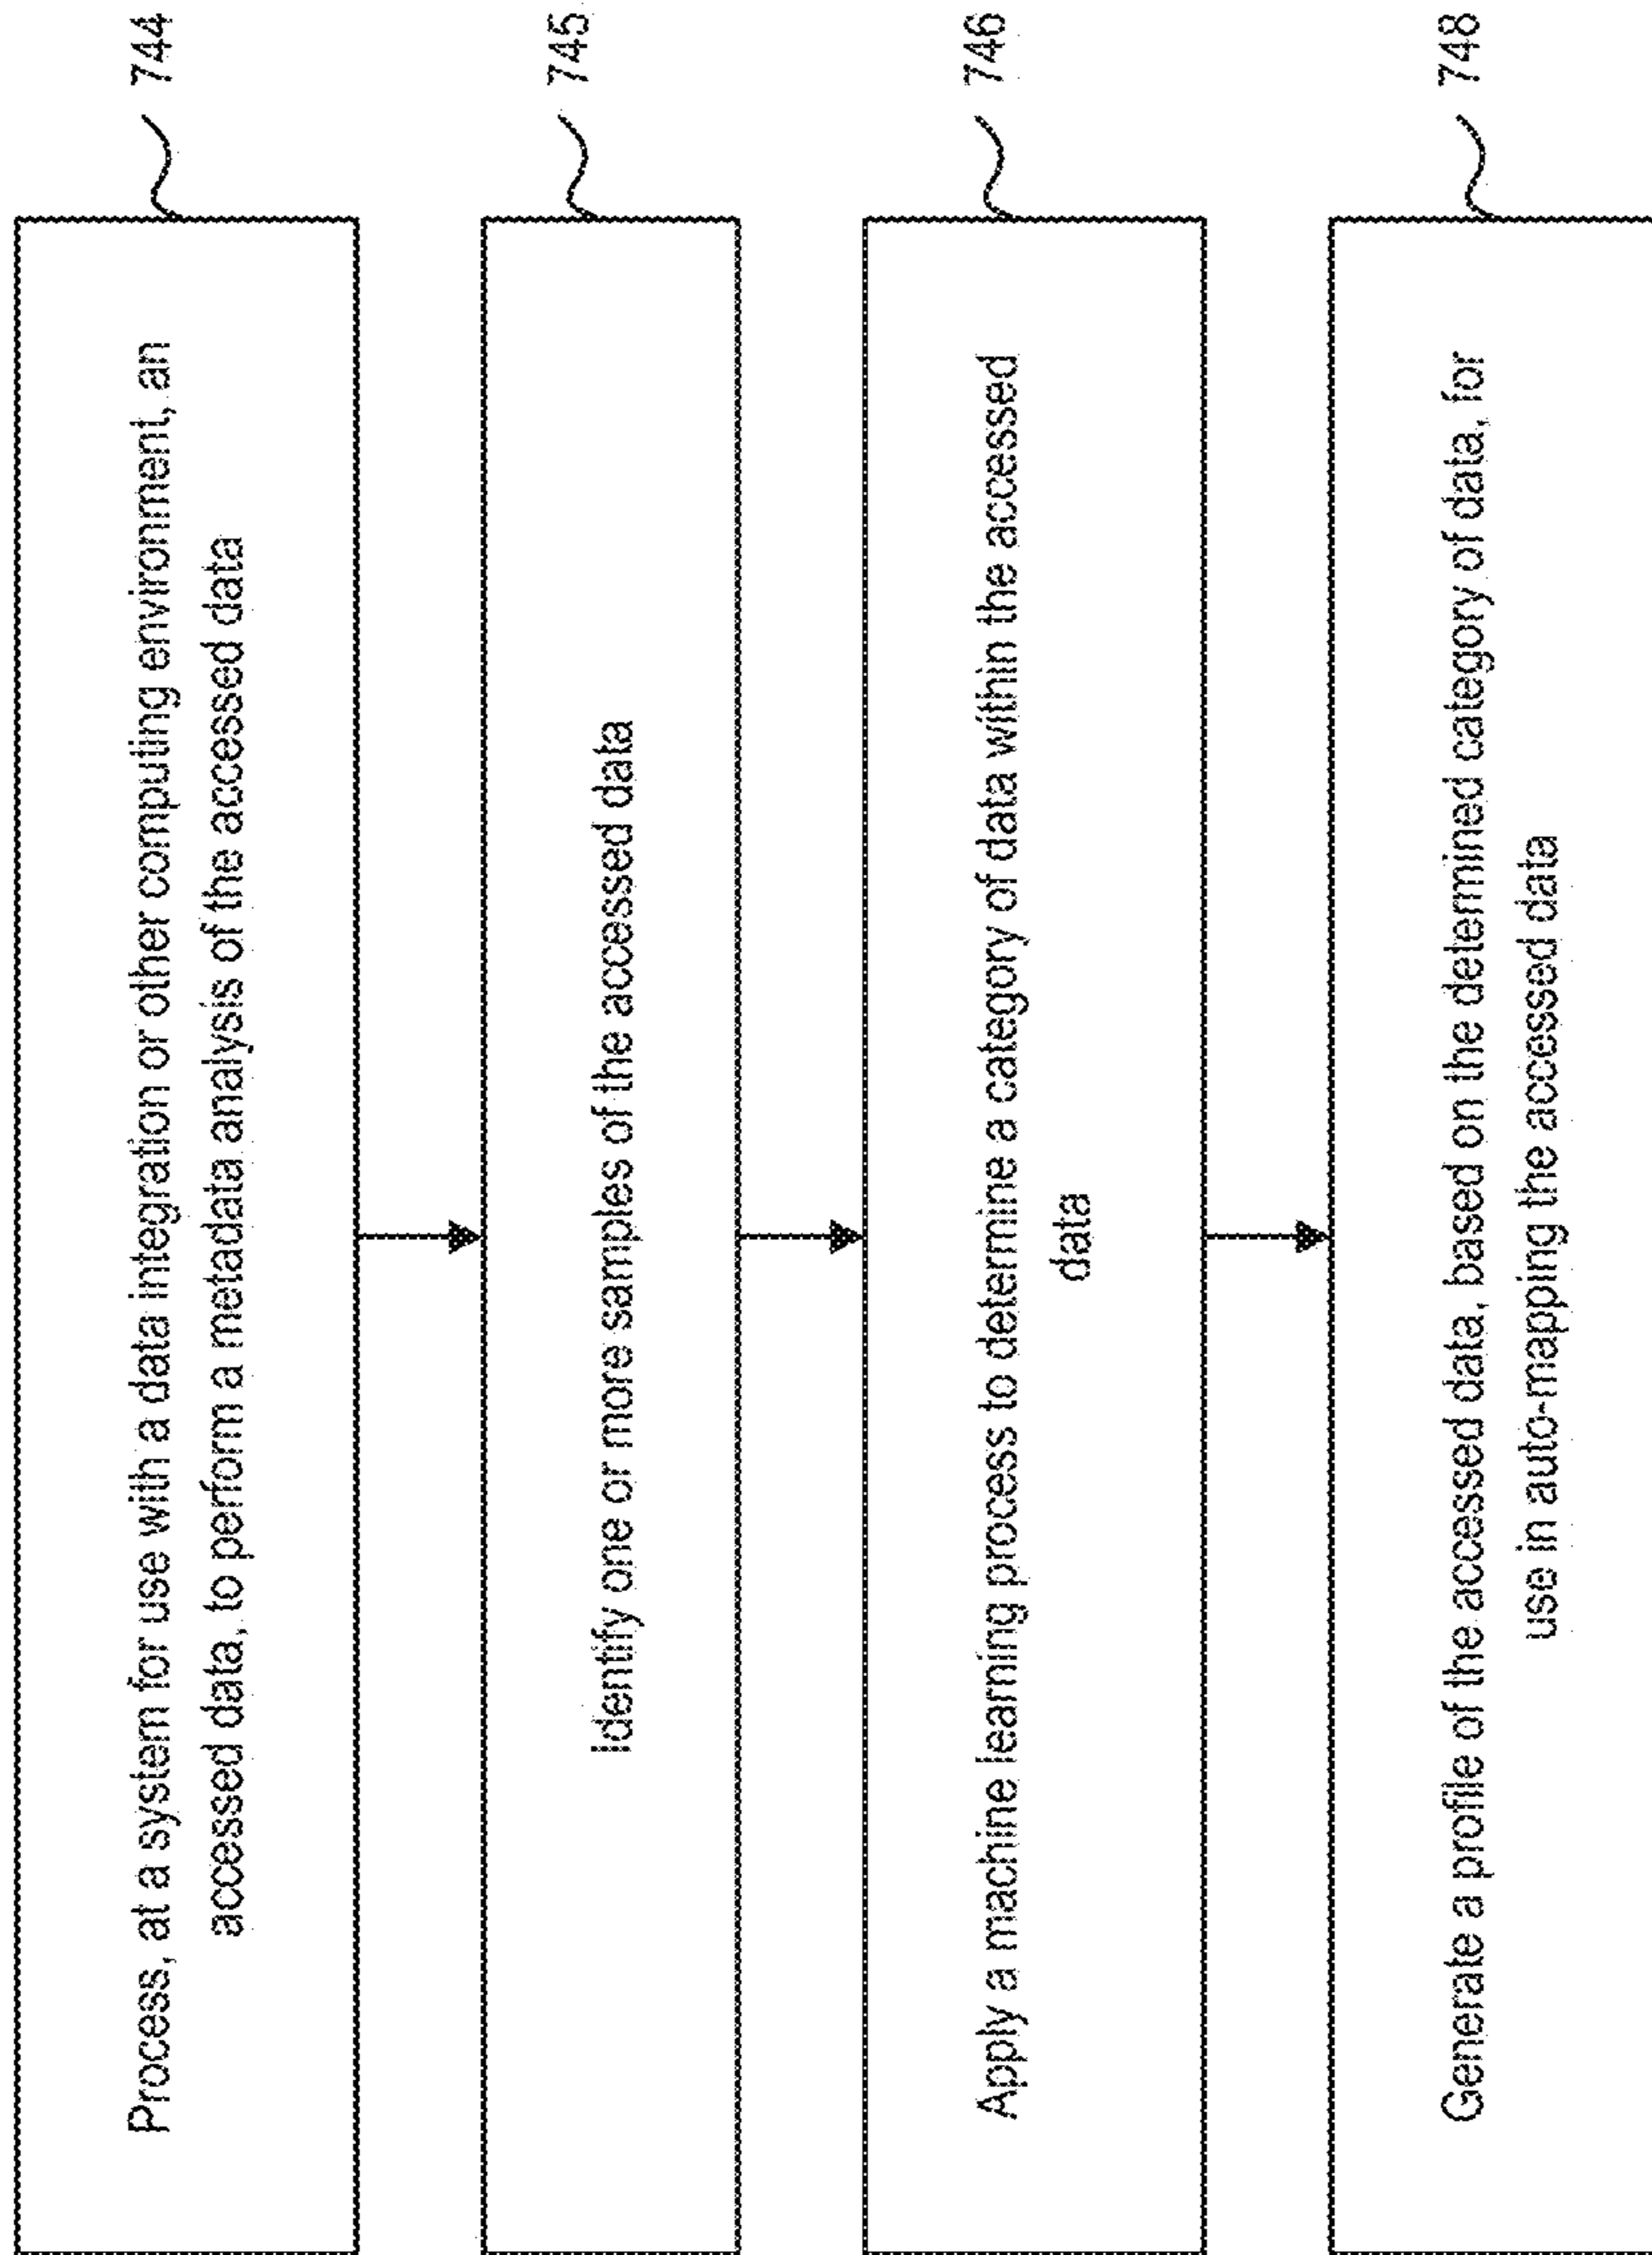 Process, at a system for use with a data integration or other computing environment, an
accessed data, to perform a metadata analysis of the accessed data
744
Identify one or more samples of the accessed data
745
Apply a machine learning process to determine a category of data within the accessed
data
746
Generate a profile of the accessed data, based on the determined category of data, for
use in auto-mapping the accessed data
748